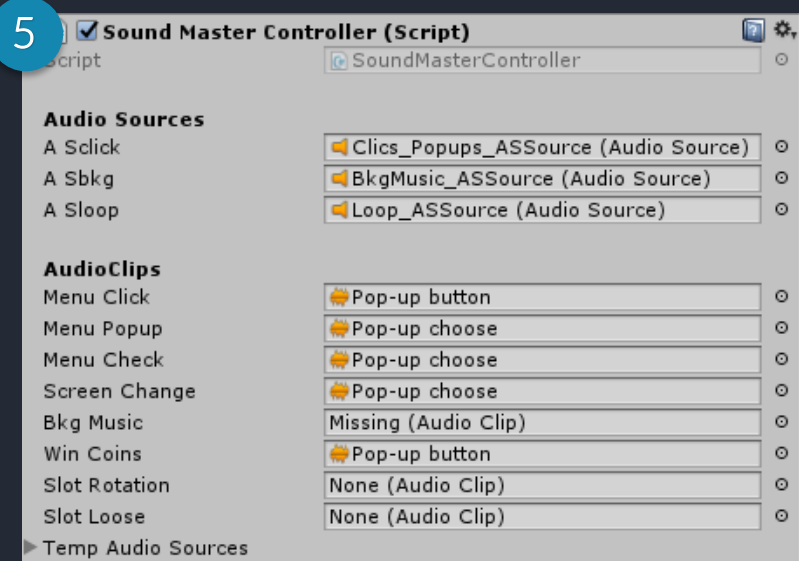 5
Sound Master Controller (Script)
Script SoundMasterController
Audio Sources
A Sclick Clics_Popups_ASSource (Audio Source)
A Sbkg BkgMusic_ASSource (Audio Source)
A Sloop Loop_ASSource (Audio Source)
AudioClips
Menu Click Pop-up button
Menu Popup Pop-up choose
Menu Check Pop-up choose
Screen Change Pop-up choose
Bkg Music Missing (Audio Clip)
Win Coins Pop-up button
Slot Rotation None (Audio Clip)
Slot Loose None (Audio Clip)
Temp Audio Sources